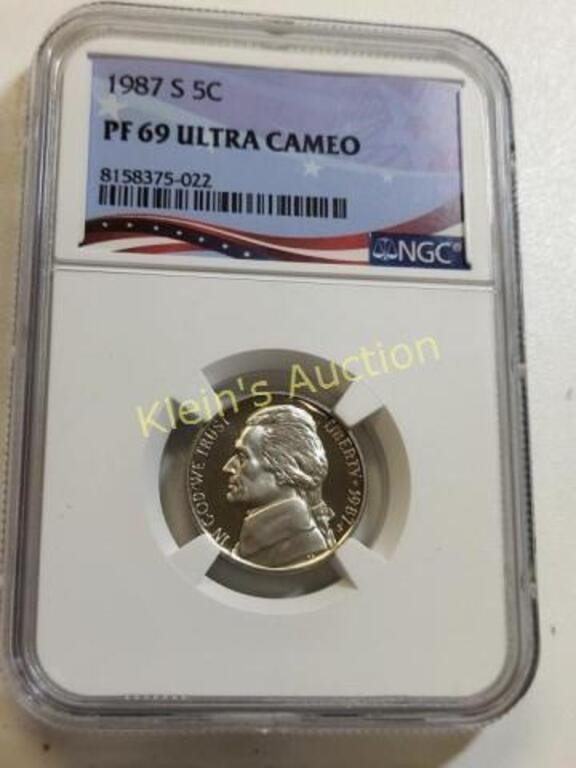 1987 S 5C
PF 69 ULTRA CAMEO
8158375-022
NGC®
Klein's Auction
IN GOD WE TRUST
LIBERTY ★ 1987 S